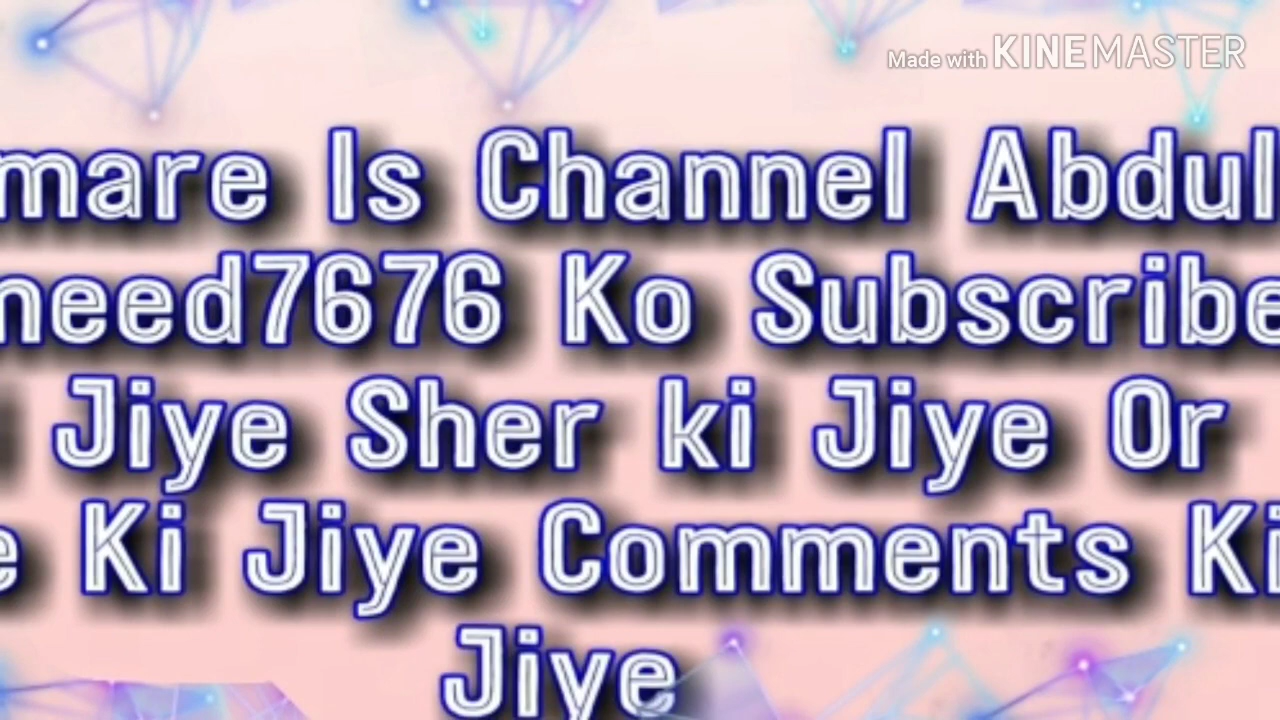 Made with KINEMASTER
mare Is Channel Abdul
need7676 Ko Subscribe
Jiye Sher ki Jiye Or
e Ki Jiye Comments Ki
Jiye